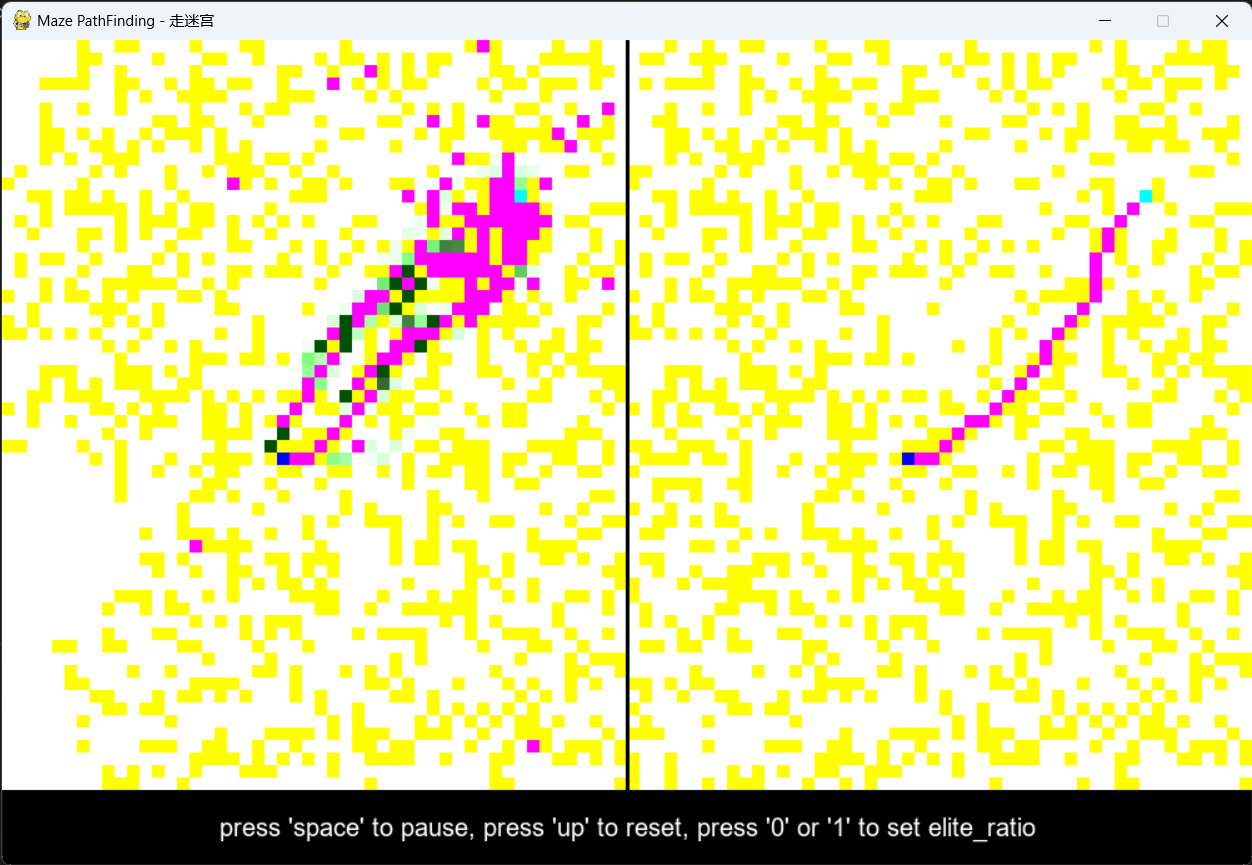 Maze PathFinding - 走迷宫
press 'space' to pause, press 'up' to reset, press '0' or '1' to set elite_ratio